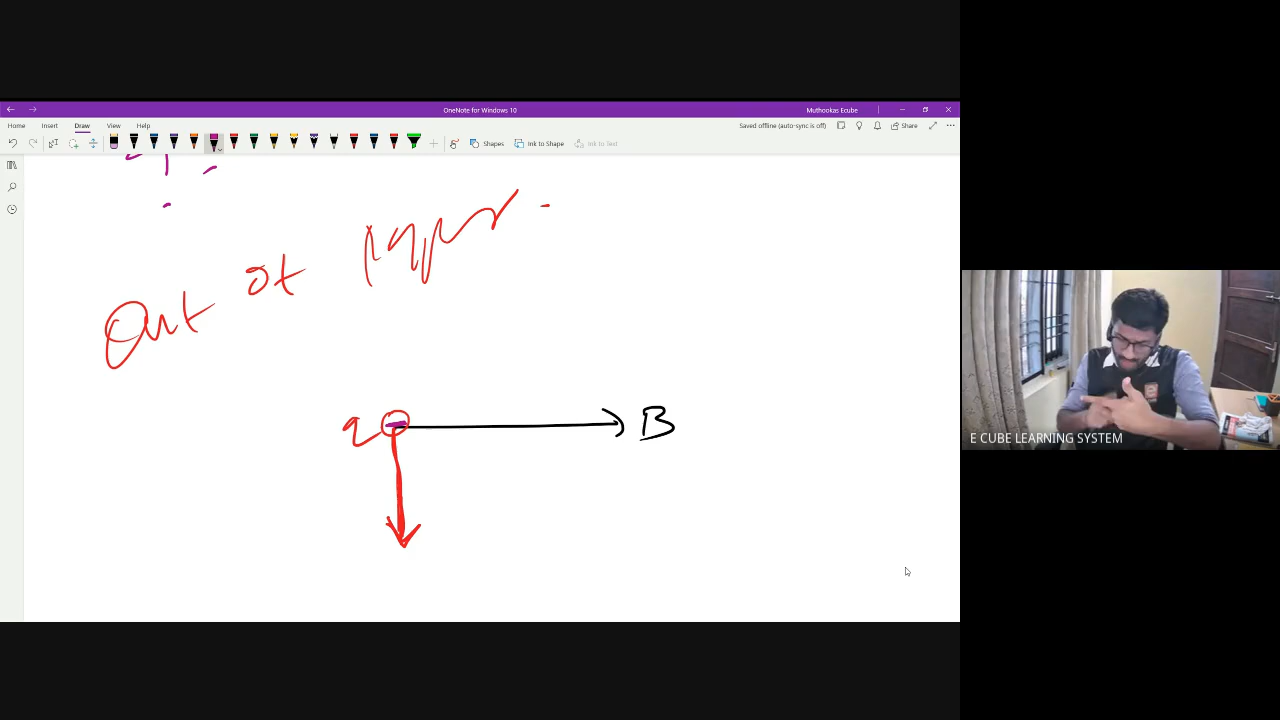 OneNote for Windows 10
Muthookas Ecube
Home Insert Draw View Help
Saved offline (auto-sync is off) Share
Shapes Ink to Shape Ink to Text
Out of
q B
E CUBE LEARNING SYSTEM